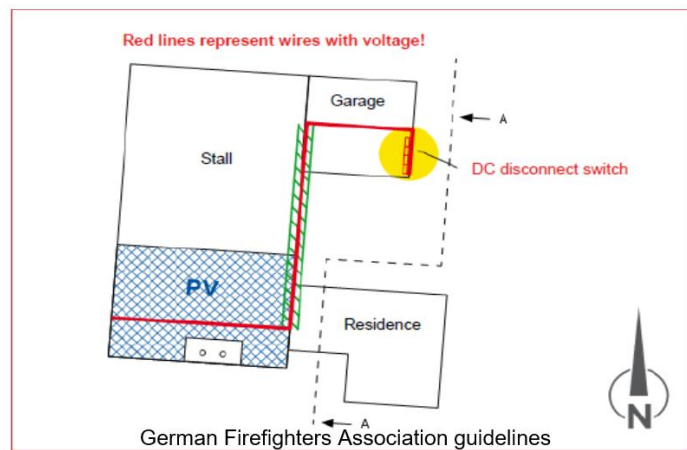 Red lines represent wires with voltage!
Garage
A
Stall
DC disconnect switch
PV
Residence
N
A
German Firefighters Association guidelines